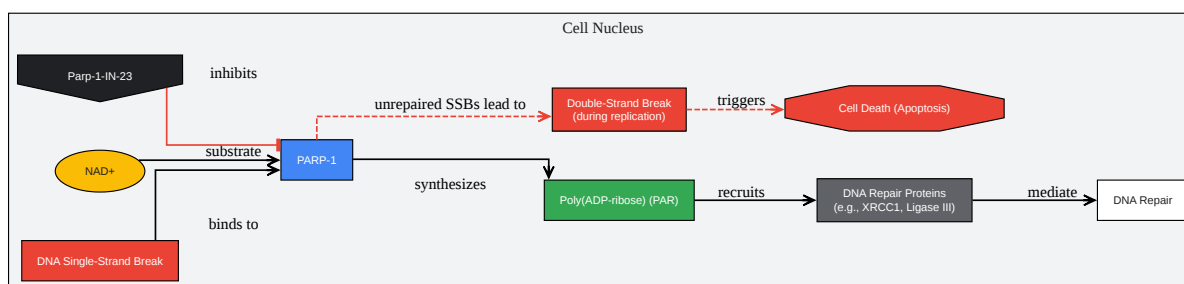 Cell Nucleus
Parp-1-IN-23
inhibits
unrepaired SSBs lead to
Double-Strand Break
(during replication)
triggers
Cell Death (Apoptosis)
NAD+
substrate
PARP-1
synthesizes
Poly(ADP-ribose) (PAR)
recruits
DNA Repair Proteins
(e.g., XRCC1, Ligase III)
mediate
DNA Repair
binds to
DNA Single-Strand Break